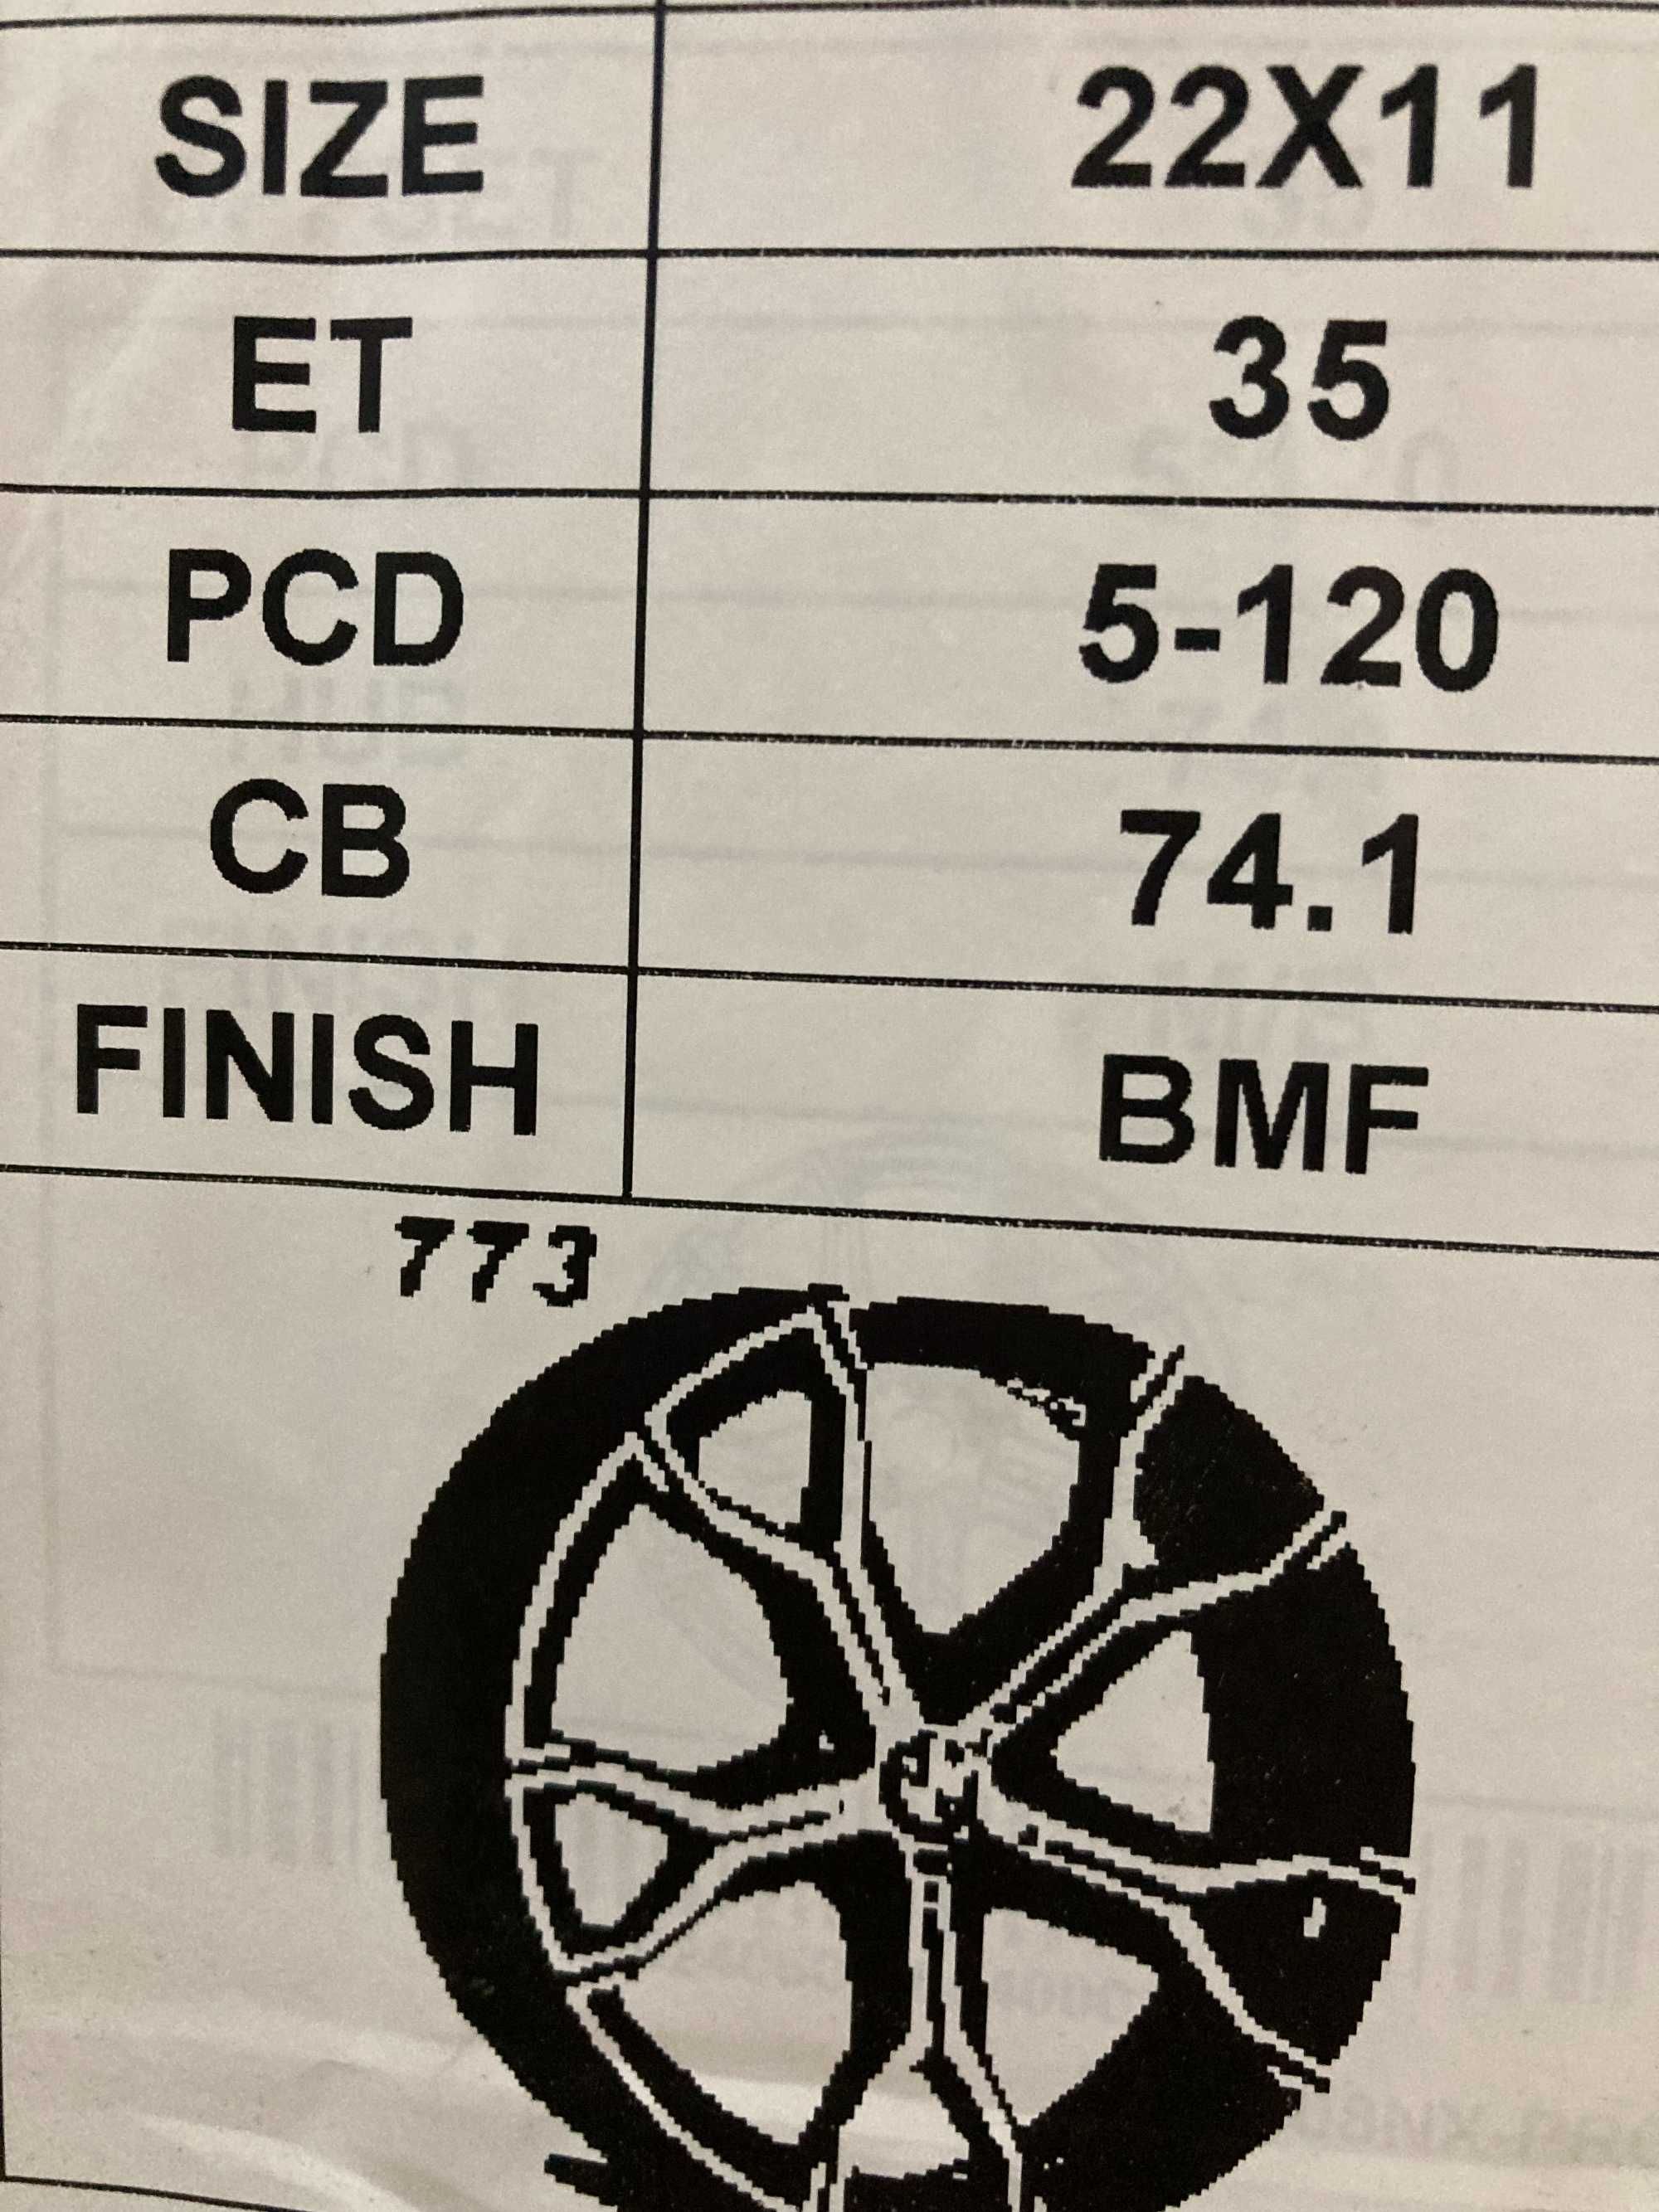 SIZE 22X11
ET 35
PCD 5-120
CB 74.1
FINISH BMF
773